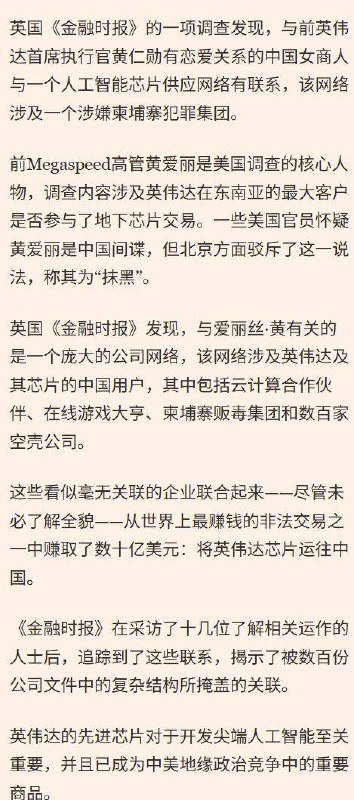 英国《金融时报》的一项调查发现，与前英伟
达首席执行官黄仁勋有恋爱关系的中国女商人
与一个人工智能芯片供应网络有联系，该网络
涉及一个涉嫌柬埔寨犯罪集团。
前Megaspeed高管黄爱丽是美国调查的核心人
物，调查内容涉及英伟达在东南亚的最大客户
是否参与了地下芯片交易。一些美国官员怀疑
黄爱丽是中国间谍，但北京方面驳斥了这一说
法，称其为“抹黑”。
英国《金融时报》发现，与爱丽丝·黄有关的
是一个庞大的公司网络，该网络涉及英伟达及
其芯片的中国用户，其中包括云计算合作伙
伴、在线游戏大亨、柬埔寨贩毒集团和数百家
空壳公司。
这些看似毫无关联的企业联合起来——尽管未
必了解全貌——从世界上最赚钱的非法交易之
一中赚取了数十亿美元：将英伟达芯片运往中
国。
《金融时报》在采访了十几位了解相关运作的
人士后，追踪到了这些联系，揭示了被数百份
公司文件中的复杂结构所掩盖的关联。
英伟达的先进芯片对于开发尖端人工智能至关
重要，并且已成为中美地缘政治竞争中的重要
商品。